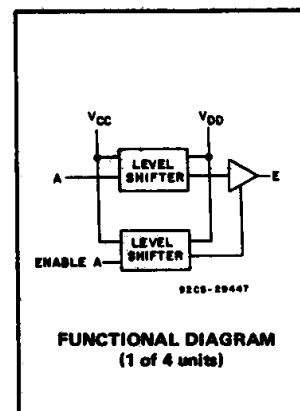 VCC VDD
LEVEL
SHIFTER
A
E
LEVEL
SHIFTER
ENABLE A
92CS-29447
FUNCTIONAL DIAGRAM
(1 of 4 units)